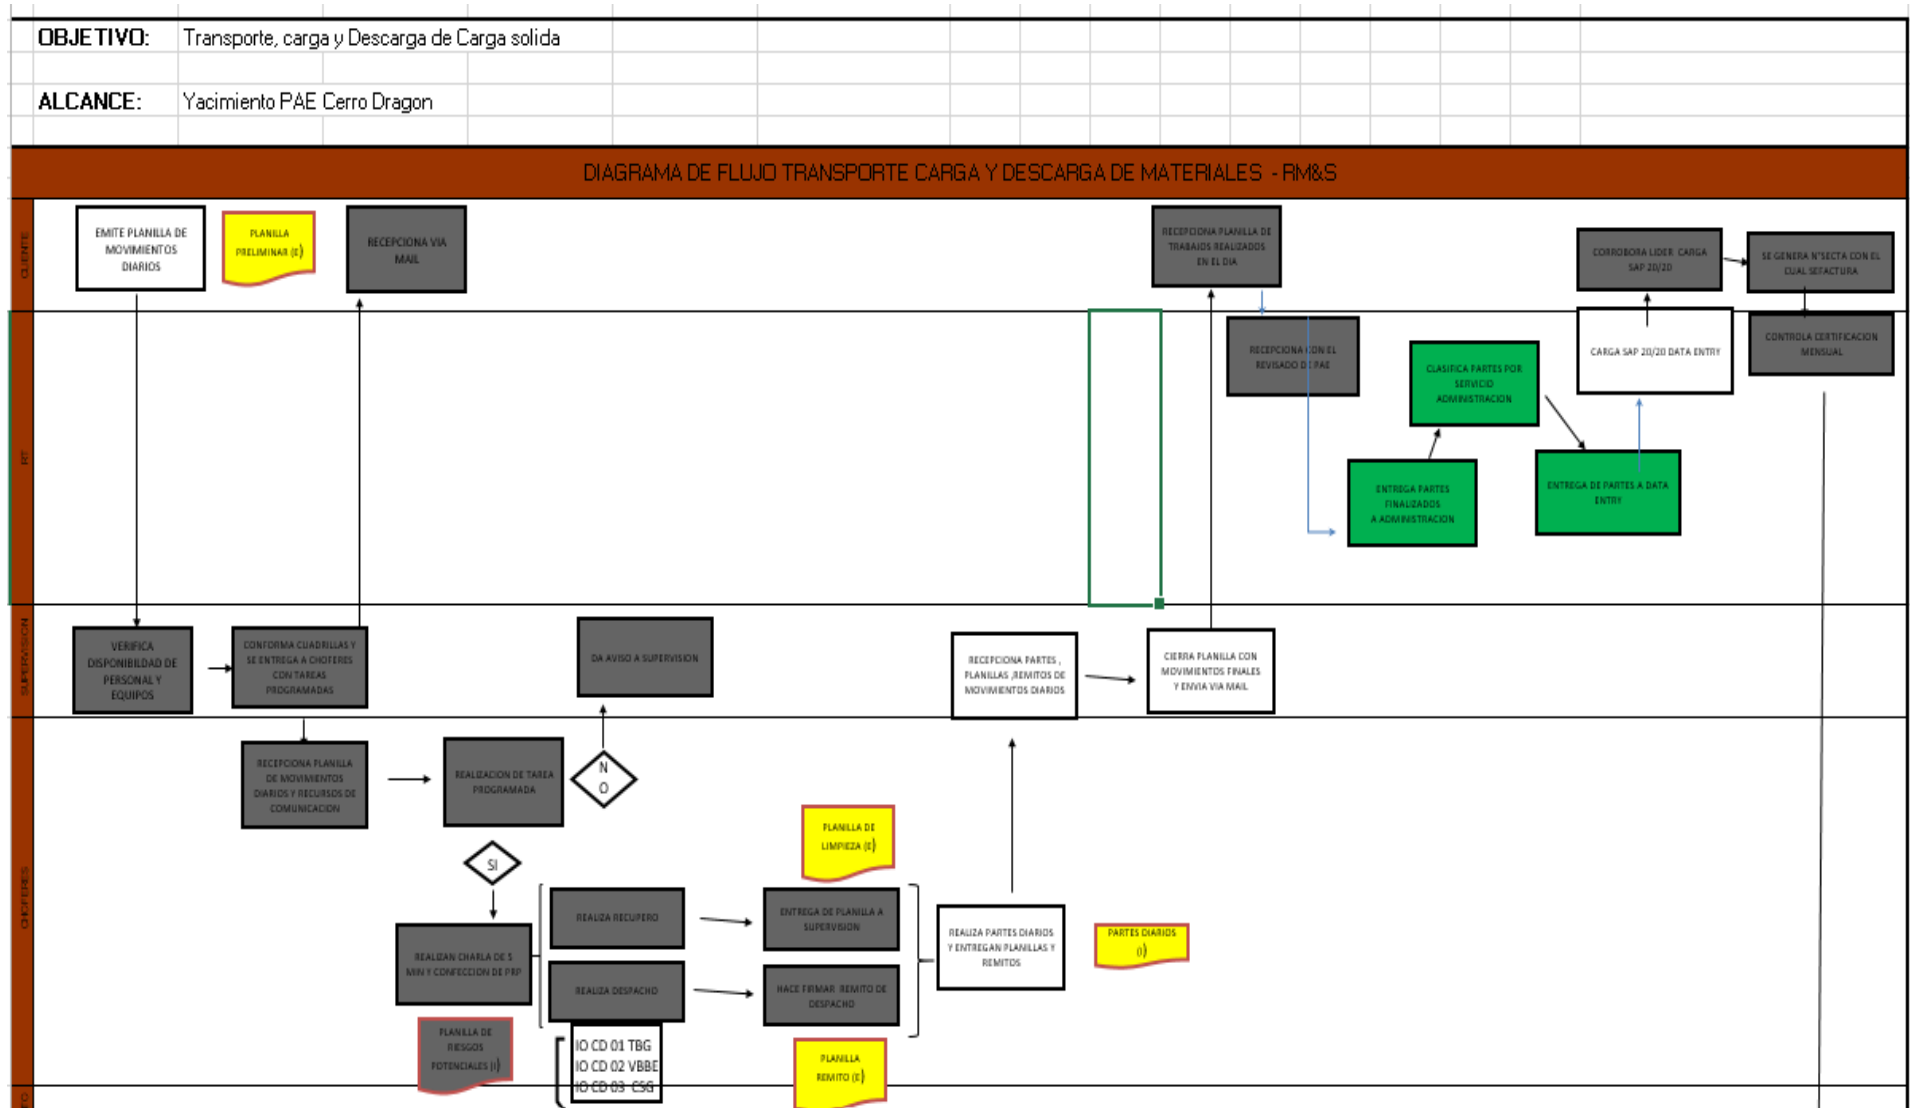 OBJETIVO: Transporte, carga y Descarga de Carga solida
ALCANCE: Yacimiento PAE Cerro Dragon
DIAGRAMA DE FLUJO TRANSPORTE CARGA Y DESCARGA DE MATERIALES - RM&S
CLIENTE
EMITE PLANILLA DE
MOVIMIENTOS
DIARIOS
PLANILLA
PRELIMINAR (E)
RECEPCIONA VIA
MAIL
RECEPCIONA PLANILLA DE
TRABAJOS REALIZADOS
EN EL DIA
CORROBORA LIDER CARGA
SAP 20/20
SE GENERA N°SECTA CON EL
CUAL SEFACTURA
RT
RECEPCIONA CON EL
REVISADO DE PAE
CLASIFICA PARTES POR
SERVICIO
ADMINISTRACION
CARGA SAP 20/20 DATA ENTRY
CONTROLA CERTIFICACION
MENSUAL
ENTREGA PARTES
FINALIZADOS
A ADMINISTRACION
ENTREGA DE PARTES A DATA
ENTRY
SUPERVISION
VERIFICA
DISPONIBILDAD DE
PERSONAL Y
EQUIPOS
CONFORMA CUADRILLAS Y
SE ENTREGA A CHOFERES
CON TAREAS
PROGRAMADAS
DA AVISO A SUPERVISION
RECEPCIONA PARTES ,
PLANILLAS ,REMITOS DE
MOVIMIENTOS DIARIOS
CIERRA PLANILLA CON
MOVIMIENTOS FINALES
Y ENVIA VIA MAIL
CHOFERES
RECEPCIONA PLANILLA
DE MOVIMIENTOS
DIARIOS Y RECURSOS DE
COMUNICACION
REALIZACION DE TAREA
PROGRAMADA
N
O
SI
PLANILLA DE
LIMPIEZA (E)
REALIZAN CHARLA DE 5
MIN Y CONFECCION DE PRP
REALIZA RECUPERO
ENTREGA DE PLANILLA A
SUPERVISION
REALIZA DESPACHO
HACE FIRMAR REMITO DE
DESPACHO
REALIZA PARTES DIARIOS
Y ENTREGAN PLANILLAS Y
REMITOS
PARTES DIARIOS
()
PLANILLA DE
RIESGOS
POTENCIALES (I)
IO CD 01 TBG
IO CD 02 VBBE
IO CD 03 CSG
PLANILLA
REMITO (E)